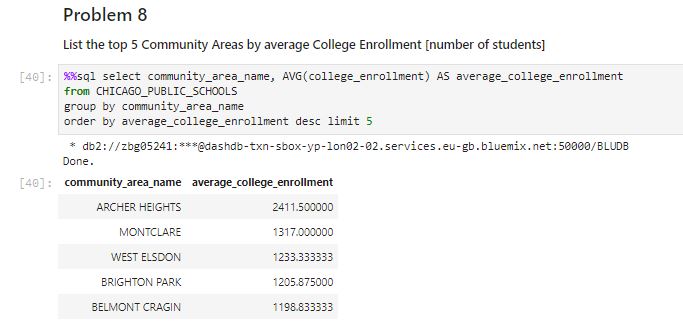 Problem 8
List the top 5 Community Areas by average College Enrollment [number of students]
[40]: %%sql select community_area_name, AVG(college_enrollment) AS average_college_enrollment
from CHICAGO_PUBLIC_SCHOOLS
group by community_area_name
order by average_college_enrollment desc limit 5
* db2://zbg05241:***@dashdb-txn-sbox-yp-lon02-02.services.eu-gb.bluemix.net:50000/BLUDB
Done.
[40]: community_area_name average_college_enrollment
ARCHER HEIGHTS 2411.500000
MONTCLARE 1317.000000
WEST ELSDON 1233.333333
BRIGHTON PARK 1205.875000
BELMONT CRAGIN 1198.833333